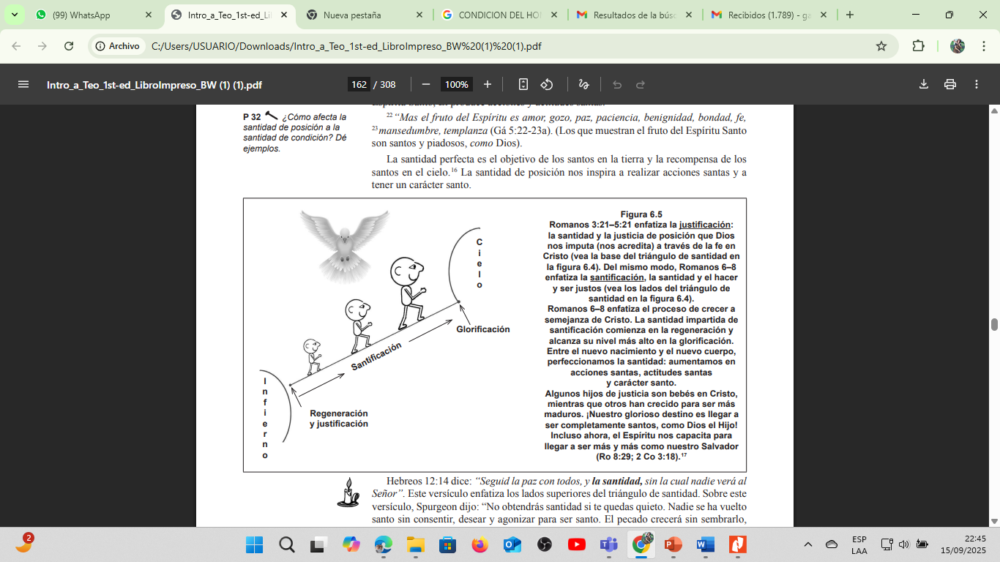 (99) WhatsApp
Intro_a_Teo_1st-ed_Li
Nueva pestaña
CONDICION DEL HO
Resultados de la búsc
Recibidos (1.789) - ga
Archivo
C:/Users/USUARIO/Downloads/Intro_a_Teo_1st-ed_LibroImpreso_BW%20(1)%20(1).pdf
Intro_a_Teo_1st-ed_LibroImpreso_BW (1) (1).pdf
162 / 308
100%
P 32 ¿Cómo afecta la
santidad de posición a la
santidad de condición? Dé
ejemplos.
22 “Mas el fruto del Espíritu es amor, gozo, paz, paciencia, benignidad, bondad, fe,
23 mansedumbre, templanza (Gá 5:22-23a). (Los que muestran el fruto del Espíritu Santo
son santos y piadosos, como Dios).
La santidad perfecta es el objetivo de los santos en la tierra y la recompensa de los
santos en el cielo.16 La santidad de posición nos inspira a realizar acciones santas y a
tener un carácter santo.
Cielo
Glorificación
Santificación
Infierno
Regeneración
y justificación
Figura 6.5
Romanos 3:21–5:21 enfatiza la justificación:
la santidad y la justicia de posición que Dios
nos imputa (nos acredita) a través de la fe en
Cristo (vea la base del triángulo de santidad en
la figura 6.4). Del mismo modo, Romanos 6–8
enfatiza la santificación, la santidad y el hacer
y ser justos (vea los lados del triángulo de
santidad en la figura 6.4).
Romanos 6–8 enfatiza el proceso de crecer a
semejanza de Cristo. La santidad impartida de
santificación comienza en la regeneración y
alcanza su nivel más alto en la glorificación.
Entre el nuevo nacimiento y el nuevo cuerpo,
perfeccionamos la santidad: aumentamos en
acciones santas, actitudes santas
y carácter santo.
Algunos hijos de justicia son bebés en Cristo,
mientras que otros han crecido para ser más
maduros. ¡Nuestro glorioso destino es llegar a
ser completamente santos, como Dios el Hijo!
Incluso ahora, el Espíritu nos capacita para
llegar a ser más y más como nuestro Salvador
(Ro 8:29; 2 Co 3:18).17
Hebreos 12:14 dice: “Seguid la paz con todos, y la santidad, sin la cual nadie verá al
Señor”. Este versículo enfatiza los lados superiores del triángulo de santidad. Sobre este
versículo, Spurgeon dijo: “No obtendrás santidad si te quedas quieto. Nadie se ha vuelto
santo sin consentir, desear y agonizar para ser santo. El pecado crecerá sin sembrarlo,
2
ESP
LAA
22:45
15/09/2025